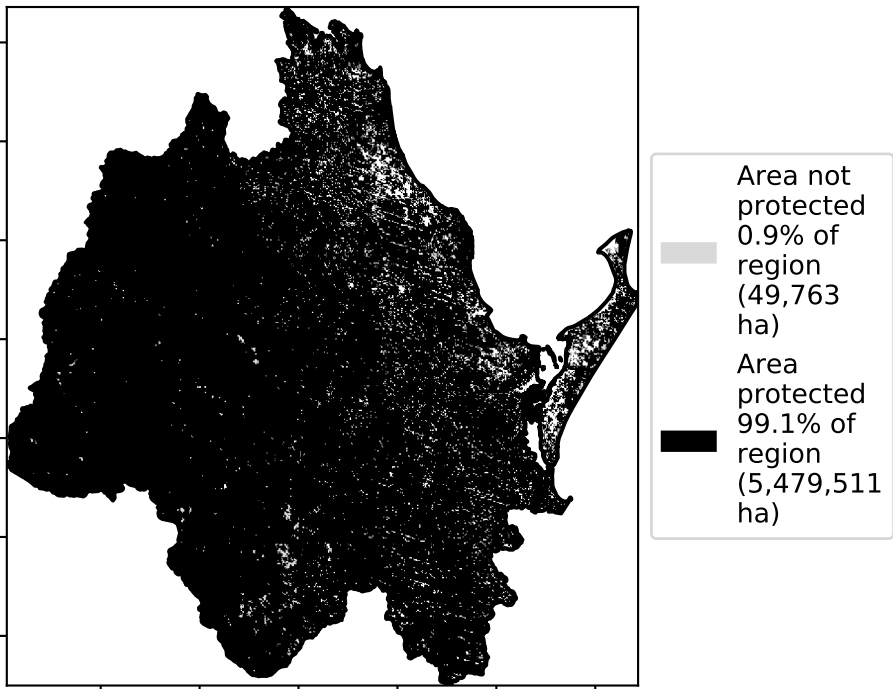 Area not
protected
0.9% of
region
(49,763
ha)
Area
protected
99.1% of
region
(5,479,511
ha)